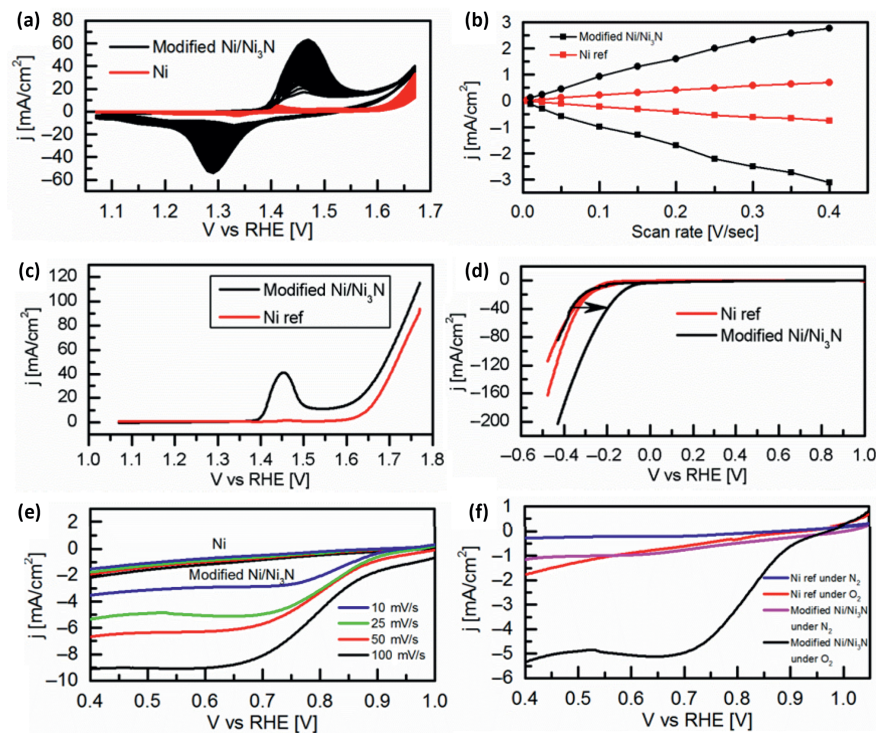 (a)
80
60
40
20
0
−20
−40
−60
j [mA/cm²]
Modified Ni/Ni₃N
Ni
1.1 1.2 1.3 1.4 1.5 1.6 1.7
V vs RHE [V]
(b)
3
2
1
0
−1
−2
−3
j [mA/cm²]
Modified Ni/Ni₃N
Ni ref
0.0 0.1 0.2 0.3 0.4
Scan rate [V/sec]
(c)
120
100
80
60
40
20
0
j [mA/cm²]
Modified Ni/Ni₃N
Ni ref
1.0 1.1 1.2 1.3 1.4 1.5 1.6 1.7 1.8
V vs RHE [V]
(d)
0
−40
−80
−120
−160
−200
j [mA/cm²]
Ni ref
Modified Ni/Ni₃N
−0.6 −0.4 −0.2 0.0 0.2 0.4 0.6 0.8 1.0
V vs RHE [V]
(e)
2
0
−2
−4
−6
−8
−10
j [mA/cm²]
Ni
Modified Ni/Ni₃N
10 mV/s
25 mV/s
50 mV/s
100 mV/s
0.4 0.5 0.6 0.7 0.8 0.9 1.0
V vs RHE [V]
(f)
1
0
−1
−2
−3
−4
−5
−6
j [mA/cm²]
Ni ref under N₂
Ni ref under O₂
Modified Ni/Ni₃N
under N₂
Modified Ni/Ni₃N
under O₂
0.4 0.5 0.6 0.7 0.8 0.9 1.0
V vs RHE [V]